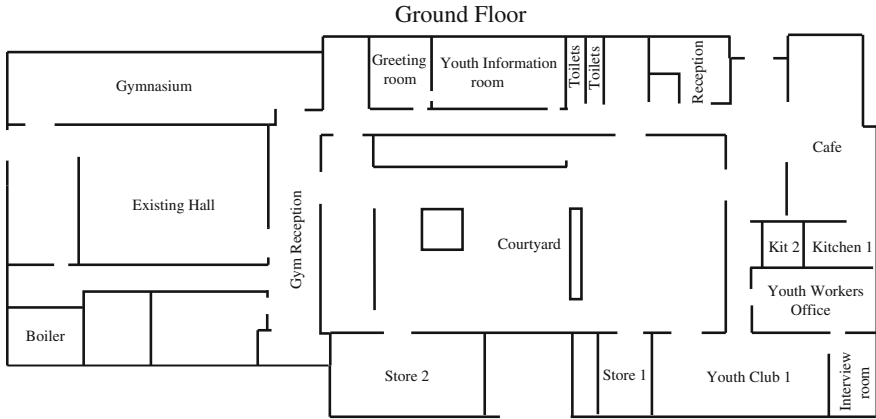 Ground Floor
Gymnasium
Greeting
room
Youth Information
room
Toilets
Toilets
Reception
Cafe
Existing Hall
Gym Reception
Courtyard
Kit 2
Kitchen 1
Youth Workers
Office
Boiler
Store 2
Store 1
Youth Club 1
Interview
room